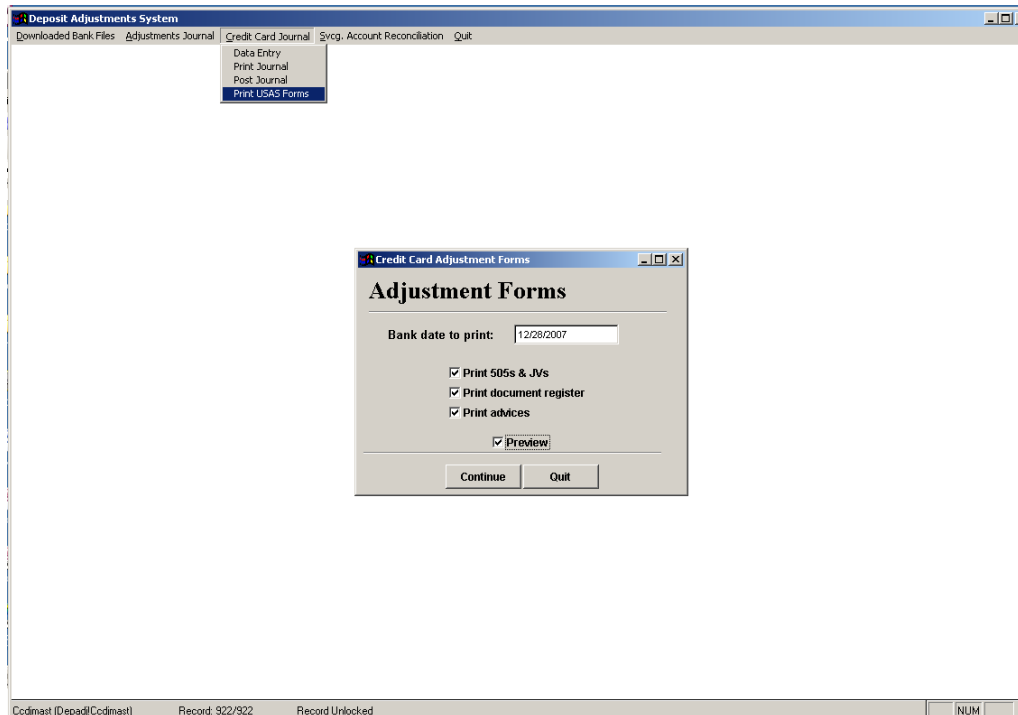 Deposit Adjustments System
Downloaded Bank Files Adjustments Journal Credit Card Journal Svcg. Account Reconciliation Quit
Data Entry
Print Journal
Post Journal
Print USAS Forms
Credit Card Adjustment Forms
Adjustment Forms
Bank date to print: 12/28/2007
Print 505s & JVs
Print document register
Print advices
Preview
Continue Quit
Ccdimast (Depadj!Ccdimast) Record: 922/922 Record Unlocked NUM